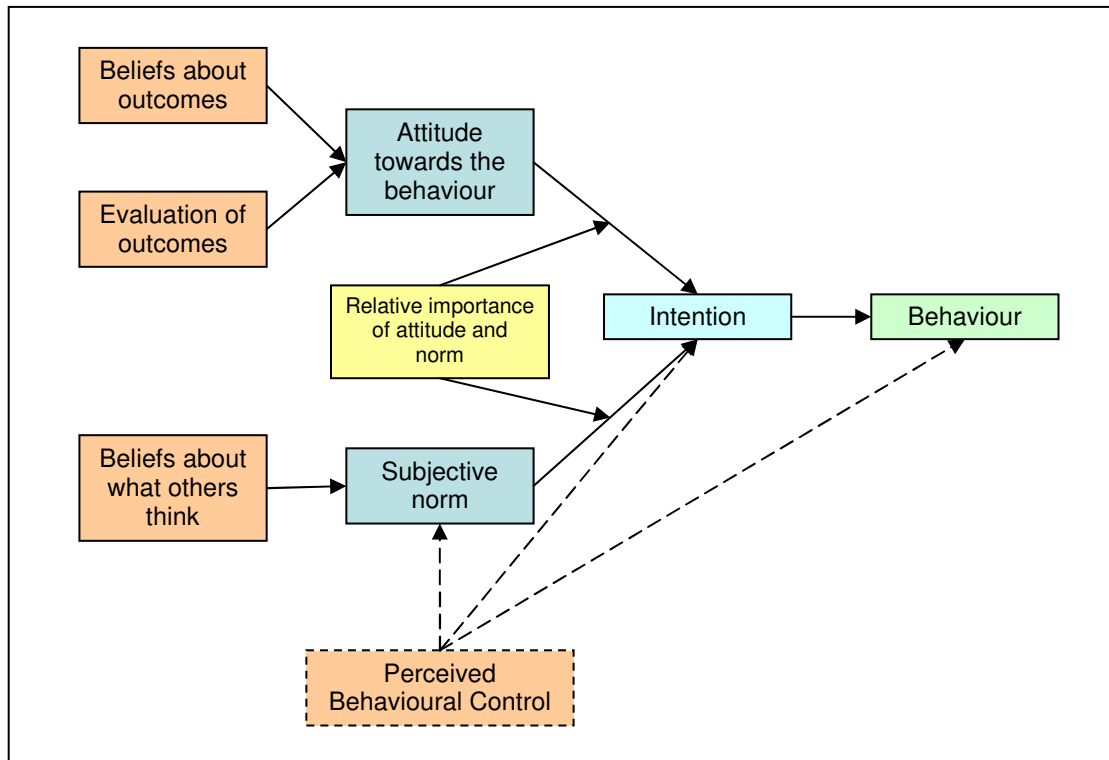 Beliefs about
outcomes
Attitude
towards the
behaviour
Evaluation of
outcomes
Relative importance
of attitude and
norm
Intention
Behaviour
Beliefs about
what others
think
Subjective
norm
Perceived
Behavioural Control